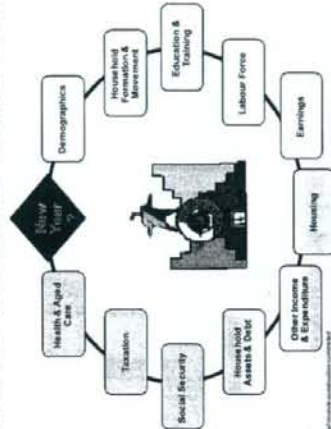 New
Year
?
Demographics
Household
Formation &
Movement
Education &
Training
Labour Force
Earnings
Housing
Other Income
& Expenditure
Household
Assets & Debt
Social Security
Taxation
Health & Aged
Care